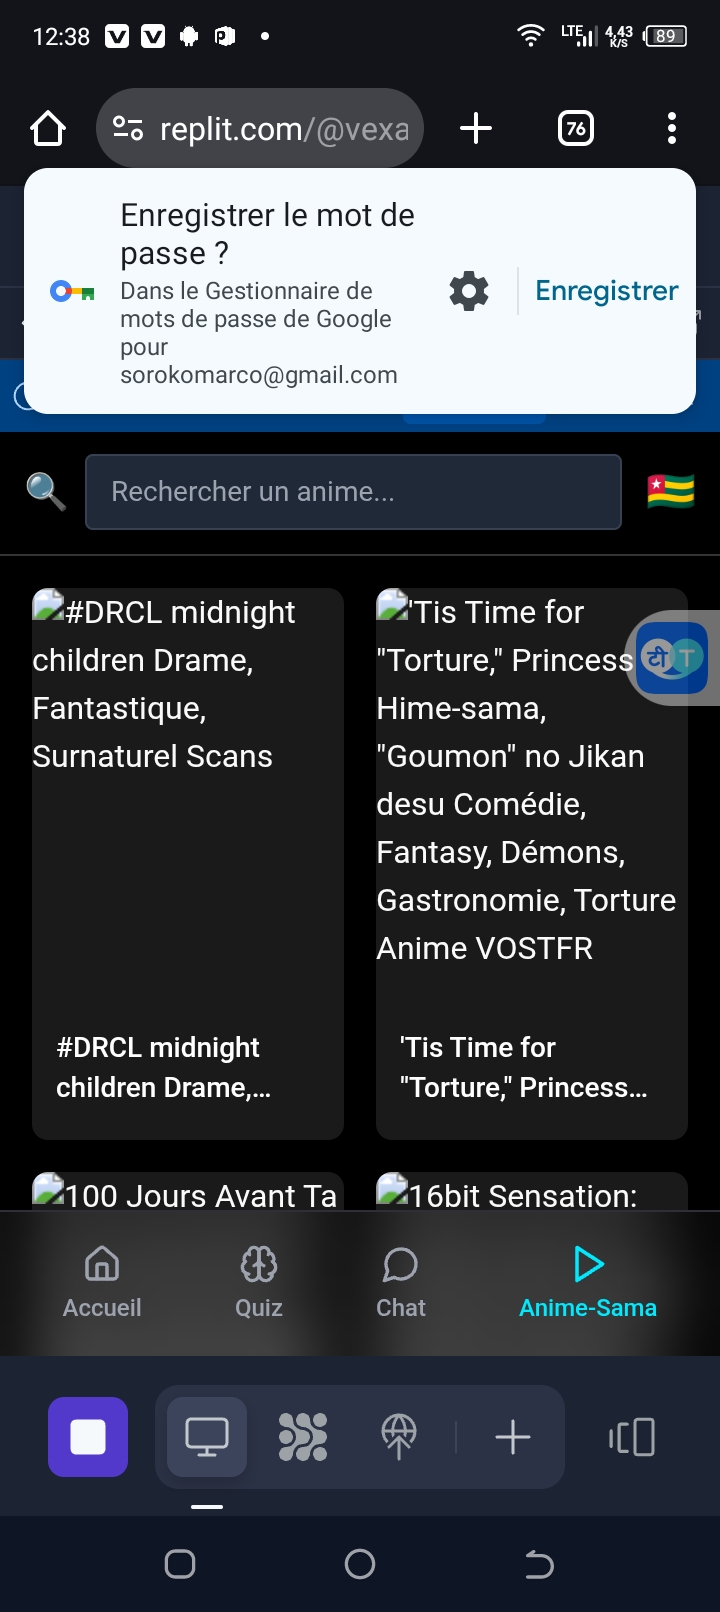 12:38
LTE
4,43
K/S
89
replit.com/@vexa
76
Enregistrer le mot de
passe ?
Dans le Gestionnaire de
mots de passe de Google
pour
sorokomarco@gmail.com
Enregistrer
Rechercher un anime...
#DRCL midnight
children Drame,
Fantastique,
Surnaturel Scans
'Tis Time for
"Torture," Princess
Hime-sama,
"Goumon" no Jikan
desu Comédie,
Fantasy, Démons,
Gastronomie, Torture
Anime VOSTFR
टी T
#DRCL midnight
children Drame,...
'Tis Time for
"Torture," Princess...
100 Jours Avant Ta
16bit Sensation:
Accueil
Quiz
Chat
Anime-Sama